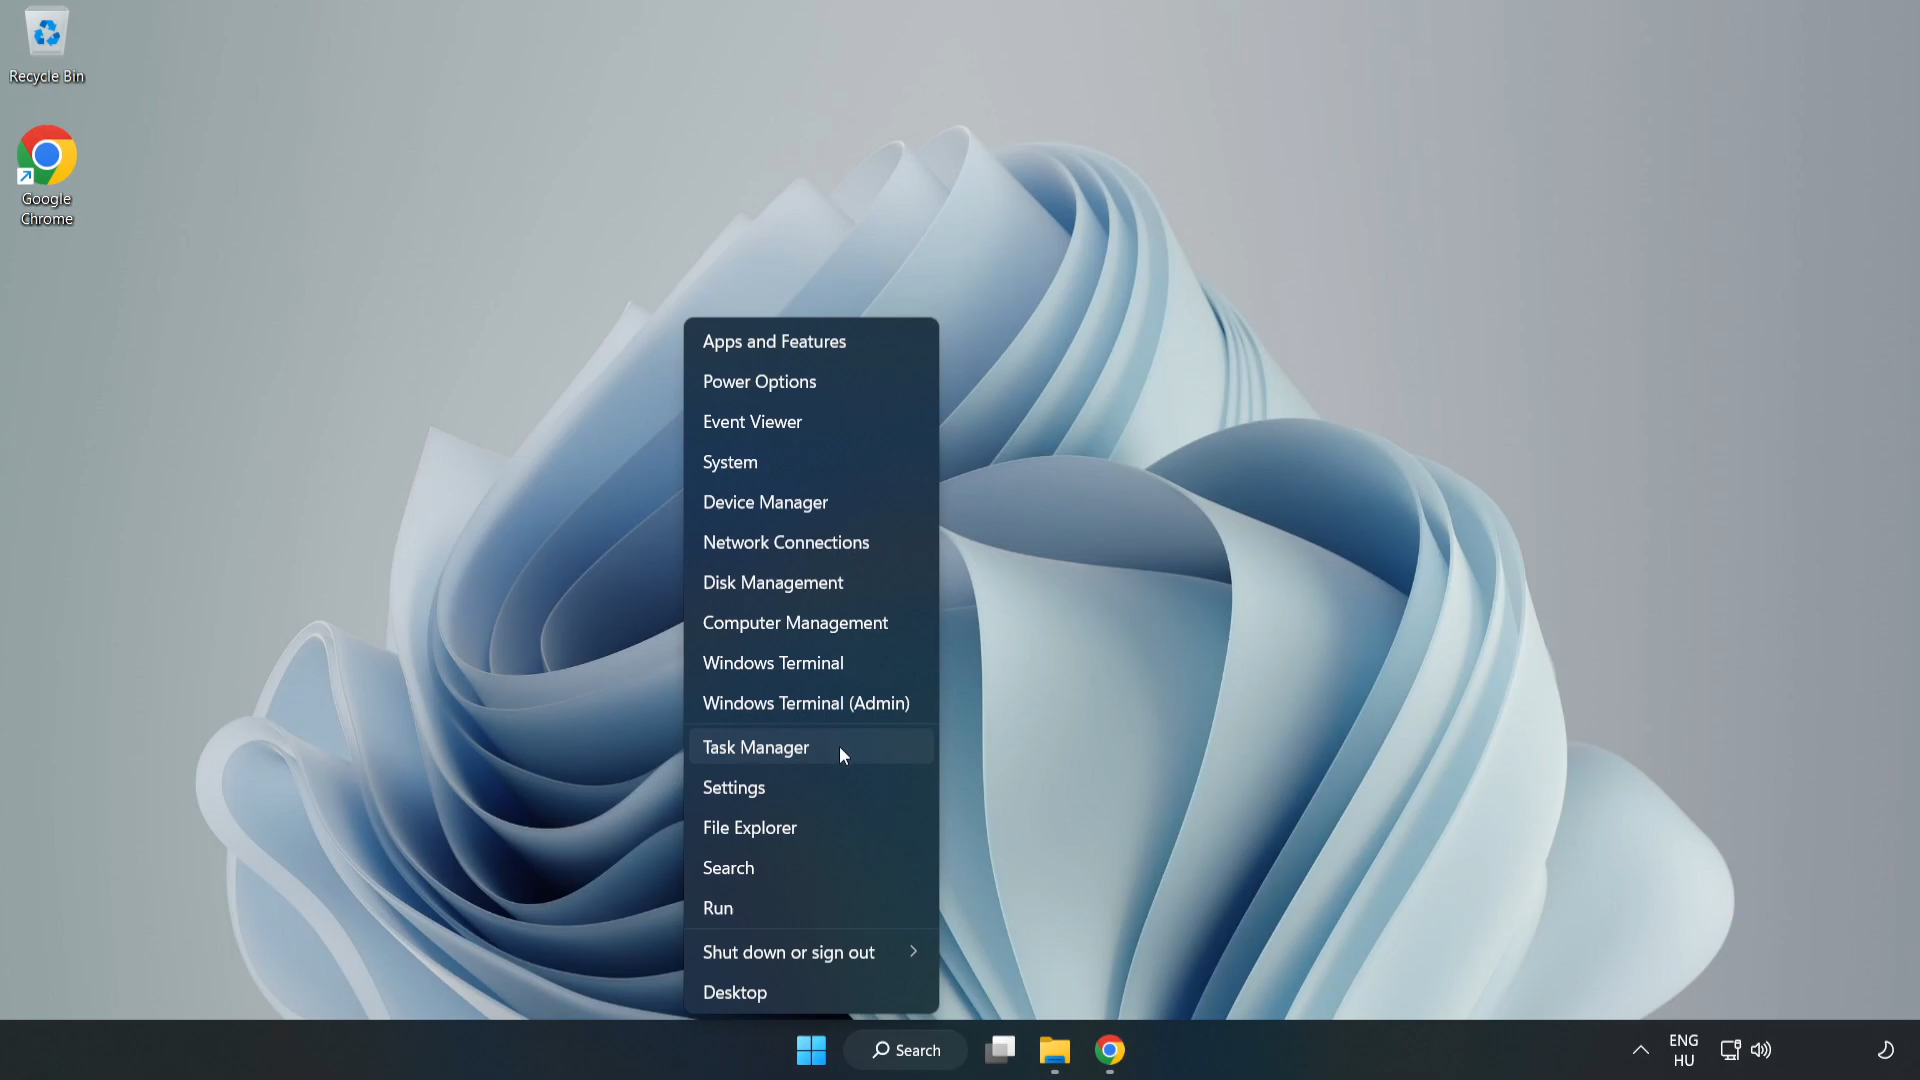 Recycle Bin
Google
Chrome
Apps and Features
Power Options
Event Viewer
System
Device Manager
Network Connections
Disk Management
Computer Management
Windows Terminal
Windows Terminal (Admin)
Task Manager
Settings
File Explorer
Search
Run
Shut down or sign out
Desktop
Search
ENG
HU